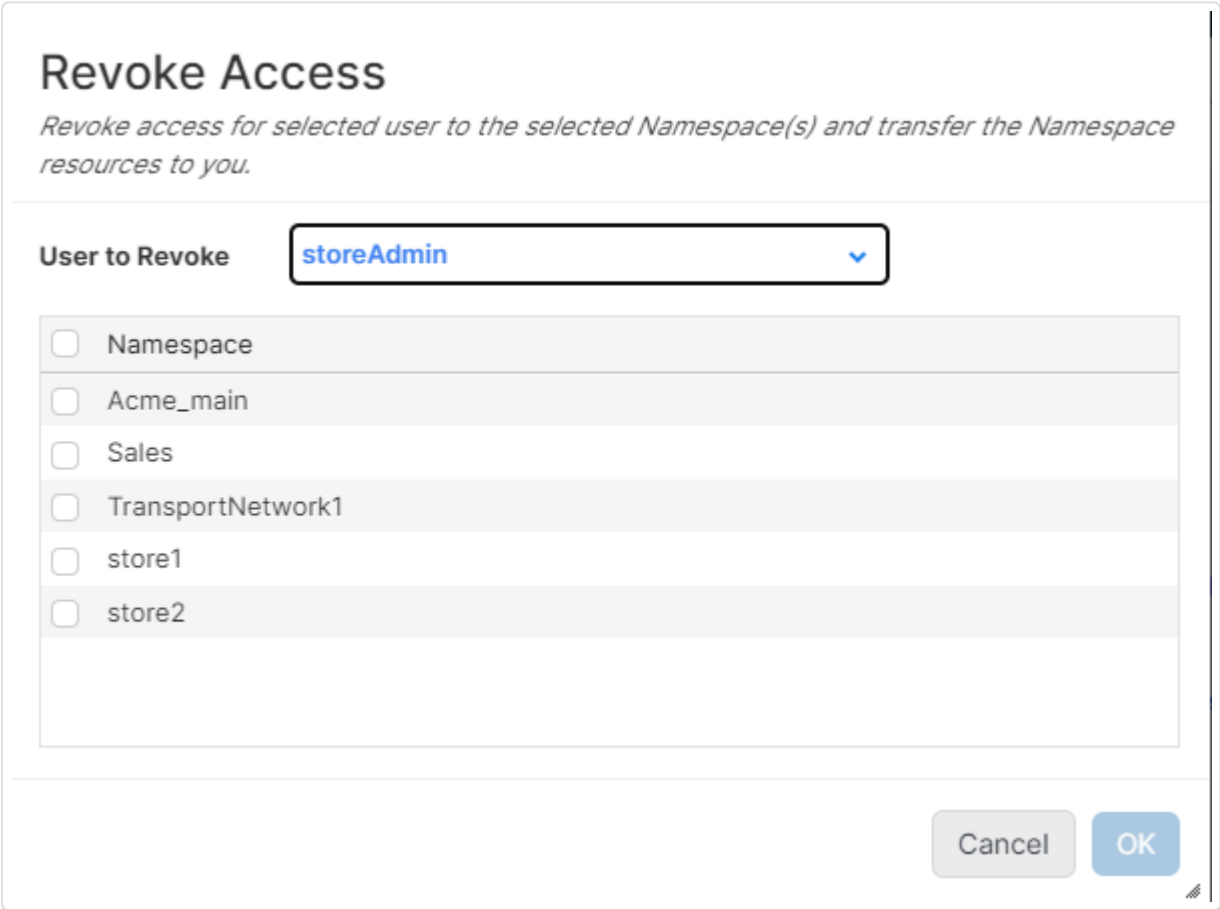 Revoke Access
Revoke access for selected user to the selected Namespace(s) and transfer the Namespace
resources to you.
User to Revoke
storeAdmin
Namespace
Acme_main
Sales
TransportNetwork1
store1
store2
Cancel
OK